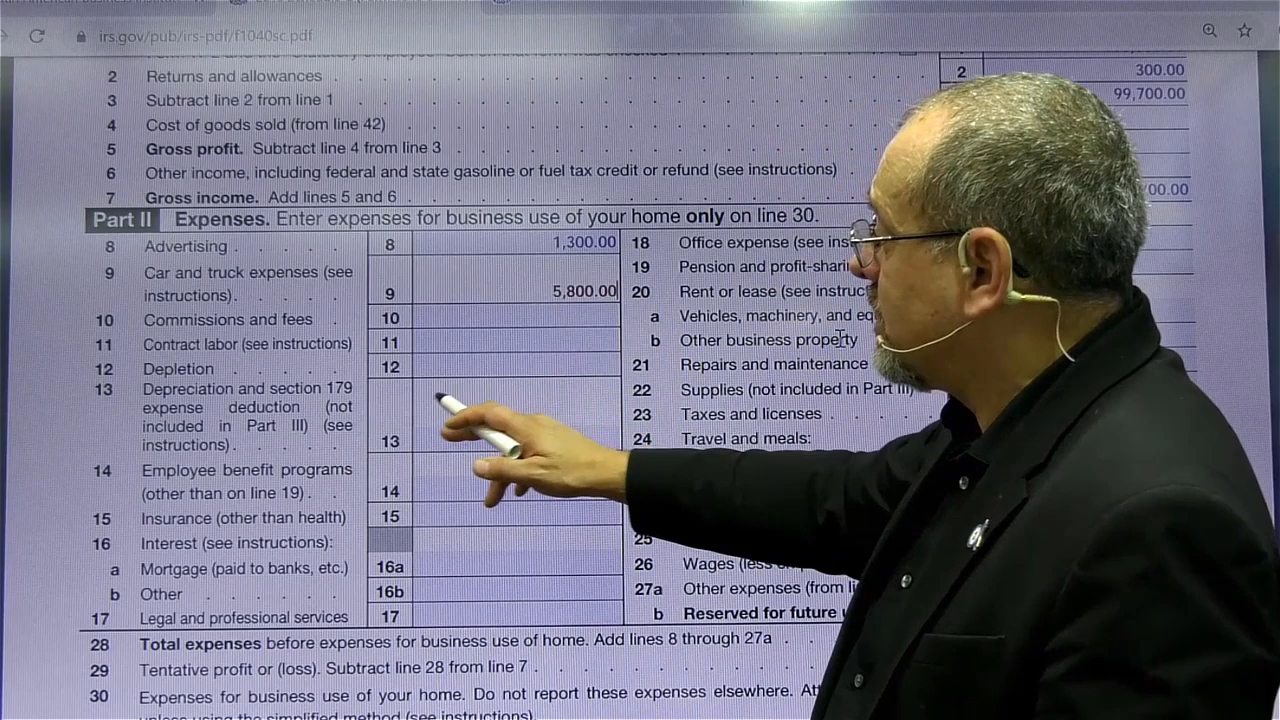 irs.gov/pub/irs-pdf/f1040sc.pdf
2 Returns and allowances 2 300.00
3 Subtract line 2 from line 1 99,700.00
4 Cost of goods sold (from line 42)
5 Gross profit. Subtract line 4 from line 3
6 Other income, including federal and state gasoline or fuel tax credit or refund (see instructions)
7 Gross income. Add lines 5 and 6 /00.00
Part II Expenses. Enter expenses for business use of your home only on line 30.
8 Advertising 8 1,300.00
9 Car and truck expenses (see
instructions). 9 5,800.00
10 Commissions and fees 10
11 Contract labor (see instructions) 11
12 Depletion 12
13 Depreciation and section 179
expense deduction (not
included in Part III) (see
instructions). 13
14 Employee benefit programs
(other than on line 19). 14
15 Insurance (other than health) 15
16 Interest (see instructions):
a Mortgage (paid to banks, etc.) 16a
b Other 16b
17 Legal and professional services 17
18 Office expense (see ins
19 Pension and profit-shari
20 Rent or lease (see instruc
a Vehicles, machinery, and eq
b Other business property
21 Repairs and maintenance
22 Supplies (not included in Part III)
23 Taxes and licenses
24 Travel and meals:
25
26 Wages (less
27a Other expenses (from li
b Reserved for future u
28 Total expenses before expenses for business use of home. Add lines 8 through 27a
29 Tentative profit or (loss). Subtract line 28 from line 7
30 Expenses for business use of your home. Do not report these expenses elsewhere. At
unless using the simplified method (see instructions).